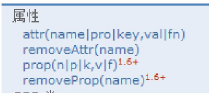 属性
attr(name|pro|key,val|fn)
removeAttr(name)
prop(n|p|k,v|f)1.6+
removeProp(name)1.6+